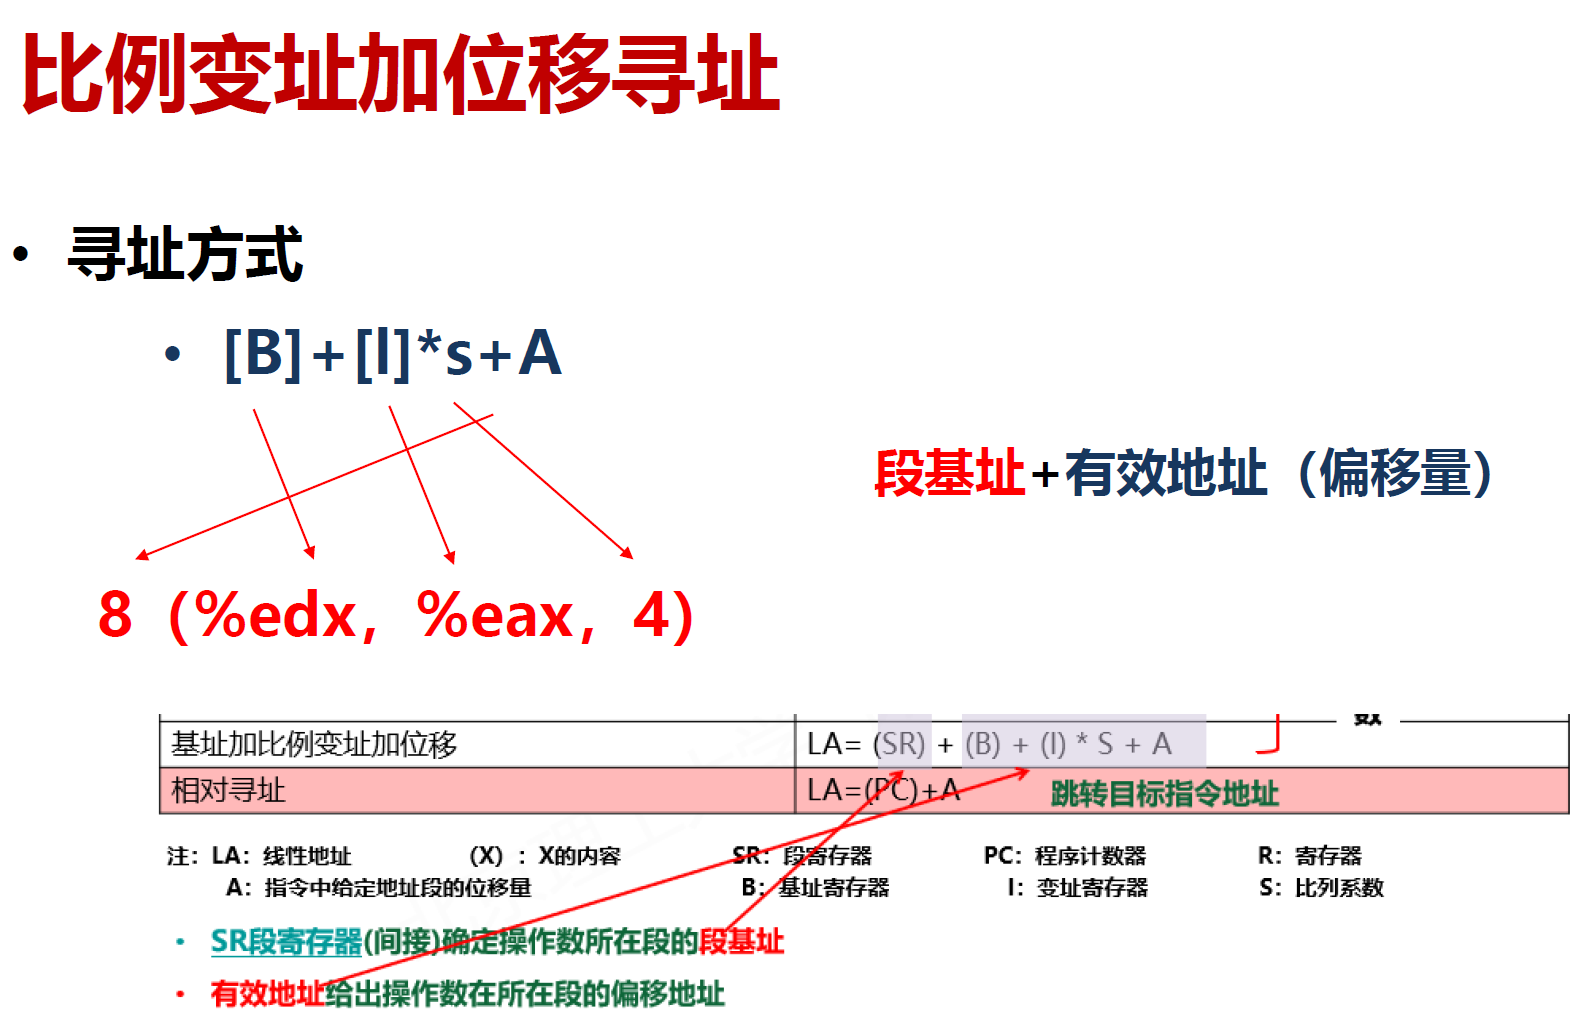 比例变址加位移寻址
• 寻址方式
• [B]+[I]*s+A
段基址+有效地址（偏移量）
8（%edx，%eax，4）
基址加比例变址加位移 LA= (SR) + (B) + (I) * S + A
相对寻址 LA=(PC)+A 跳转目标指令地址
注：LA：线性地址 （X）：X的内容 SR：段寄存器 PC：程序计数器 R：寄存器
A：指令中给定地址段的位移量 B：基址寄存器 I：变址寄存器 S：比列系数
• SR段寄存器(间接)确定操作数所在段的段基址
• 有效地址给出操作数在所在段的偏移地址